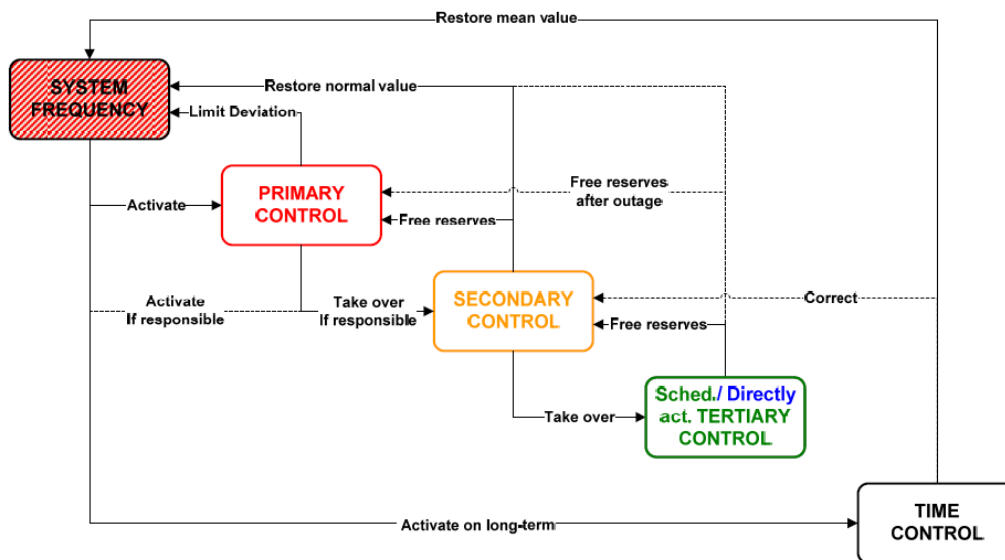 Restore mean value
SYSTEM
FREQUENCY
Restore normal value
Limit Deviation
PRIMARY
CONTROL
Free reserves
after outage
Activate
Free reserves
Activate
If responsible
Take over
If responsible
SECONDARY
CONTROL
Correct
Free reserves
Sched./ Directly
act. TERTIARY
CONTROL
Take over
TIME
CONTROL
Activate on long-term